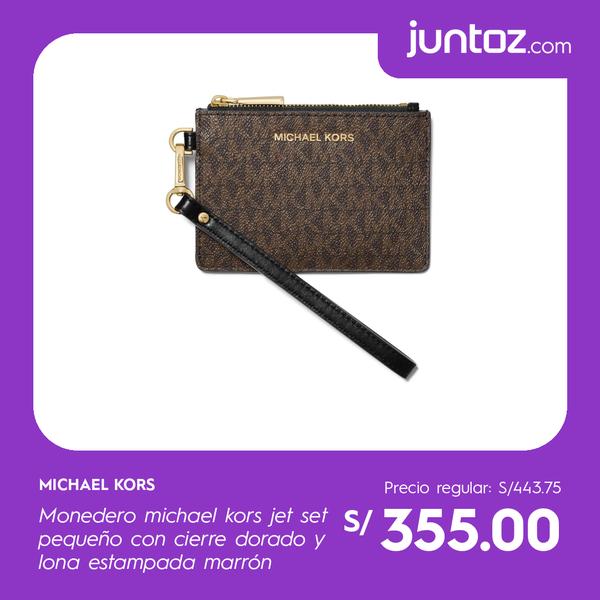 juntoz.com
MICHAEL KORS
MICHAEL KORS
Monedero michael kors jet set
pequeño con cierre dorado y
lona estampada marrón
Precio regular: S/443.75
S/ 355.00